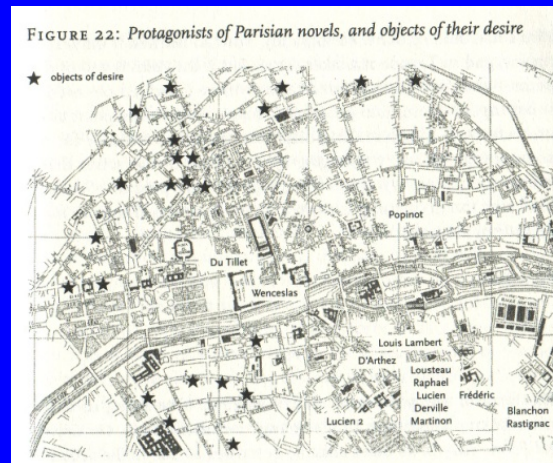 FIGURE 22: Protagonists of Parisian novels, and objects of their desire
★ objects of desire
Popinot
Du Tillet
Wenceslas
Louis Lambert
D'Arthez
Lousteau
Raphael
Lucien
Derville
Martinon
Frédéric
Lucien 2
Blanchon
Rastignac